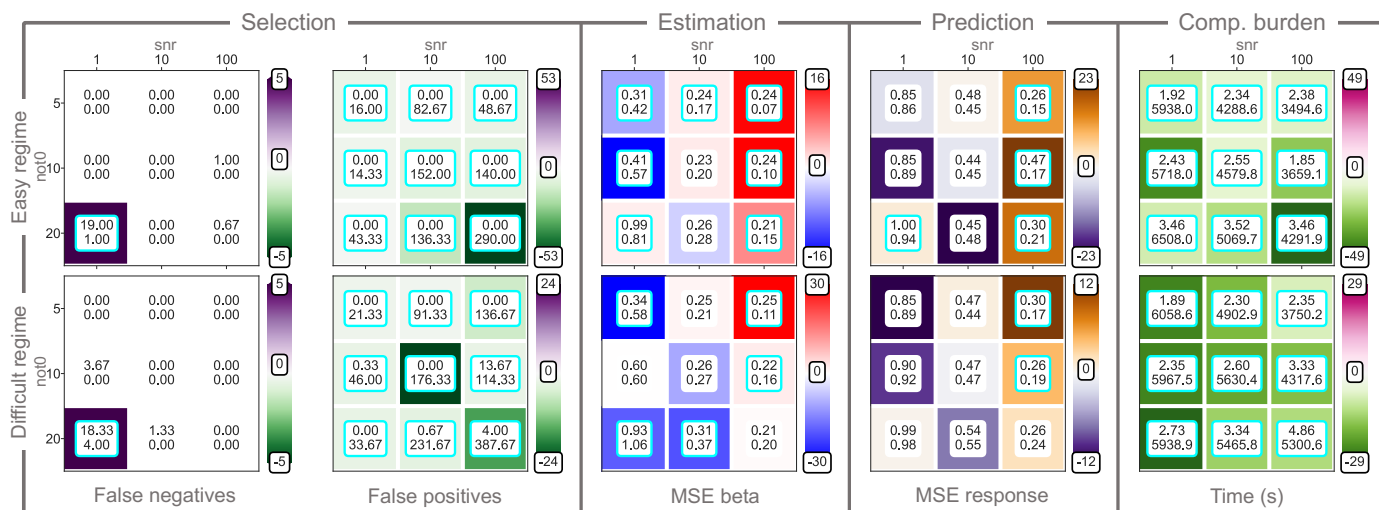 Selection
Estimation
Prediction
Comp. burden
snr
snr
snr
snr
snr
1 10 100
1 10 100
1 10 100
1 10 100
1 10 100
Easy regime
not0
5
10
20
0.00 0.00 0.00
0.00 0.00 0.00
0.00 0.00 1.00
0.00 0.00 0.00
19.00 0.00 0.67
1.00 0.00 0.00
5
0
-5
0.00 0.00 0.00
16.00 82.67 48.67
0.00 0.00 0.00
14.33 152.00 140.00
0.00 0.00 0.00
43.33 136.33 290.00
53
0
-53
0.31 0.24 0.24
0.42 0.17 0.07
0.41 0.23 0.24
0.57 0.20 0.10
0.99 0.26 0.21
0.81 0.28 0.15
16
0
-16
0.85 0.48 0.26
0.86 0.45 0.15
0.85 0.44 0.47
0.89 0.45 0.17
1.00 0.45 0.30
0.94 0.48 0.21
23
0
-23
1.92 2.34 2.38
5938.0 4288.6 3494.6
2.43 2.55 1.85
5718.0 4579.8 3659.1
3.46 3.52 3.46
6508.0 5069.7 4291.9
49
0
-49
Difficult regime
not0
5
10
20
0.00 0.00 0.00
0.00 0.00 0.00
3.67 0.00 0.00
0.00 0.00 0.00
18.33 1.33 0.00
4.00 0.00 0.00
5
0
-5
0.00 0.00 0.00
21.33 91.33 136.67
0.33 0.00 13.67
46.00 176.33 114.33
0.00 0.67 4.00
33.67 231.67 387.67
24
0
-24
0.34 0.25 0.25
0.58 0.21 0.11
0.60 0.26 0.22
0.60 0.27 0.16
0.93 0.31 0.21
1.06 0.37 0.20
30
0
-30
0.85 0.47 0.30
0.89 0.44 0.17
0.90 0.47 0.26
0.92 0.47 0.19
0.99 0.54 0.26
0.98 0.55 0.24
12
0
-12
1.89 2.30 2.35
6058.6 4902.9 3750.2
2.35 2.60 3.33
5967.5 5630.4 4317.6
2.73 3.34 4.86
5938.9 5465.8 5300.6
29
0
-29
False negatives
False positives
MSE beta
MSE response
Time (s)